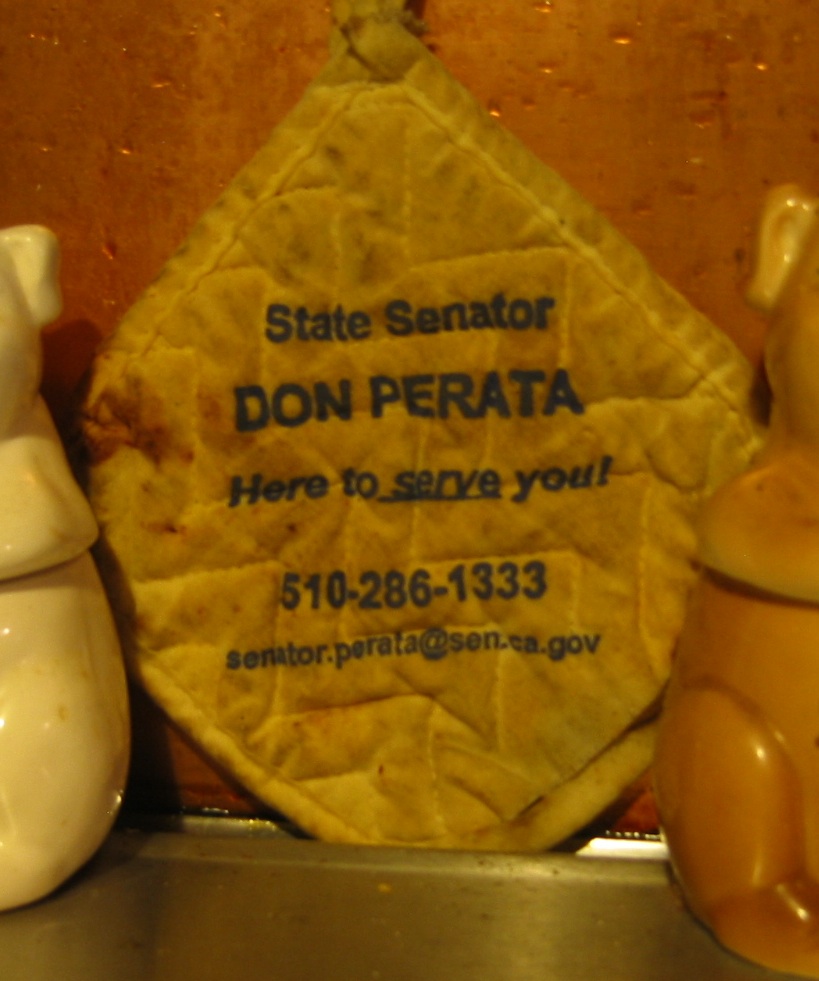 State Senator
DON PERATA
Here to serve you!
510-286-1333
senator.perata@sen.ca.gov